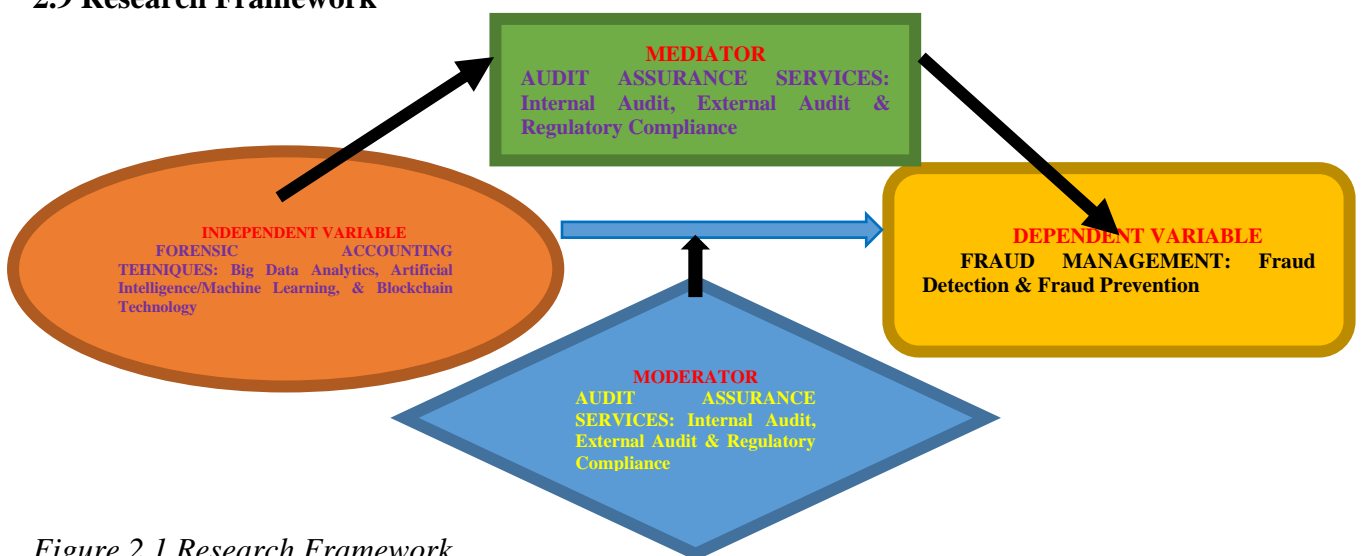 2.9 Research Framework
MEDIATOR
AUDIT ASSURANCE SERVICES:
Internal Audit, External Audit &
Regulatory Compliance
INDEPENDENT VARIABLE
FORENSIC ACCOUNTING
TEHNIQUES: Big Data Analytics, Artificial
Intelligence/Machine Learning, & Blockchain
Technology
DEPENDENT VARIABLE
FRAUD MANAGEMENT: Fraud
Detection & Fraud Prevention
MODERATOR
AUDIT ASSURANCE
SERVICES: Internal Audit,
External Audit & Regulatory
Compliance
Figure 2.1 Research Framework